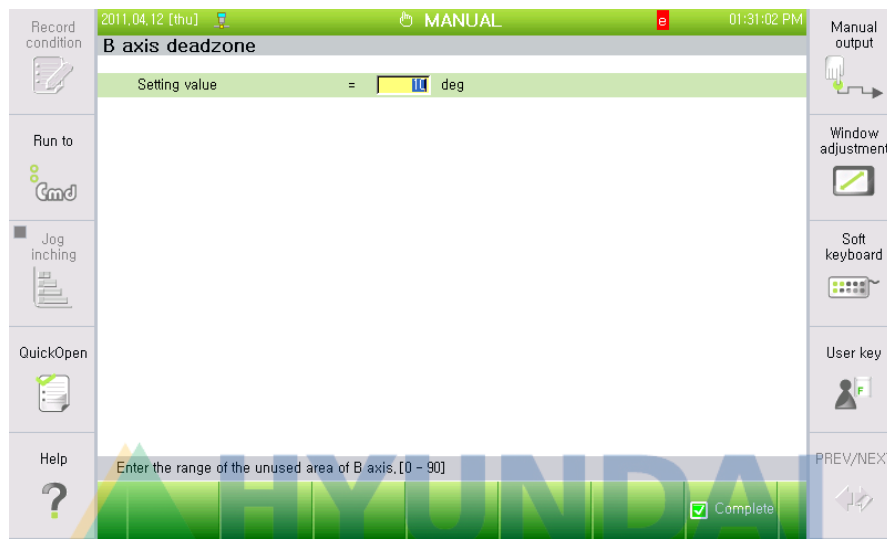 2011,04,12 [thu] MANUAL e 01:31:02 PM
B axis deadzone
Setting value = 10 deg
Enter the range of the unused area of B axis,[0 - 90]
Complete
Record
condition
Run to
Cmd
Jog
inching
QuickOpen
Help
?
Manual
output
Window
adjustment
Soft
keyboard
User key
F
PREV/NEX
HYUNDAI